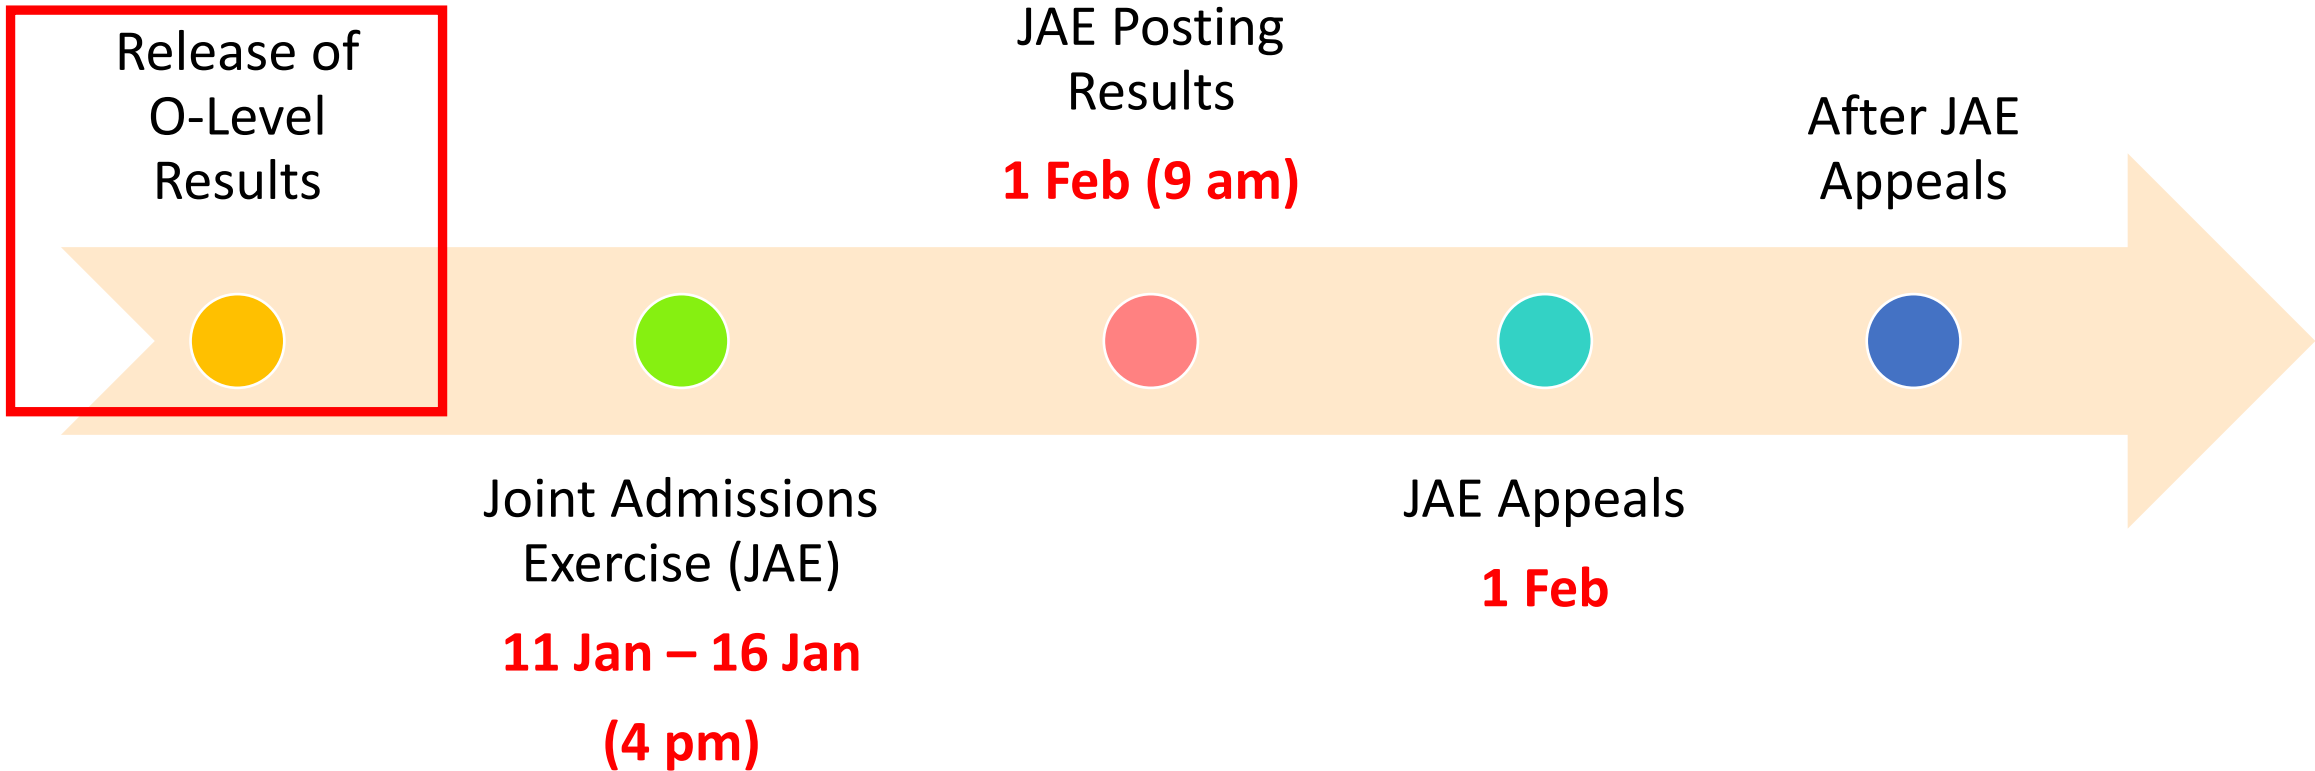 Release of
O-Level
Results
Joint Admissions
Exercise (JAE)
11 Jan – 16 Jan
(4 pm)
JAE Posting
Results
1 Feb (9 am)
JAE Appeals
1 Feb
After JAE
Appeals